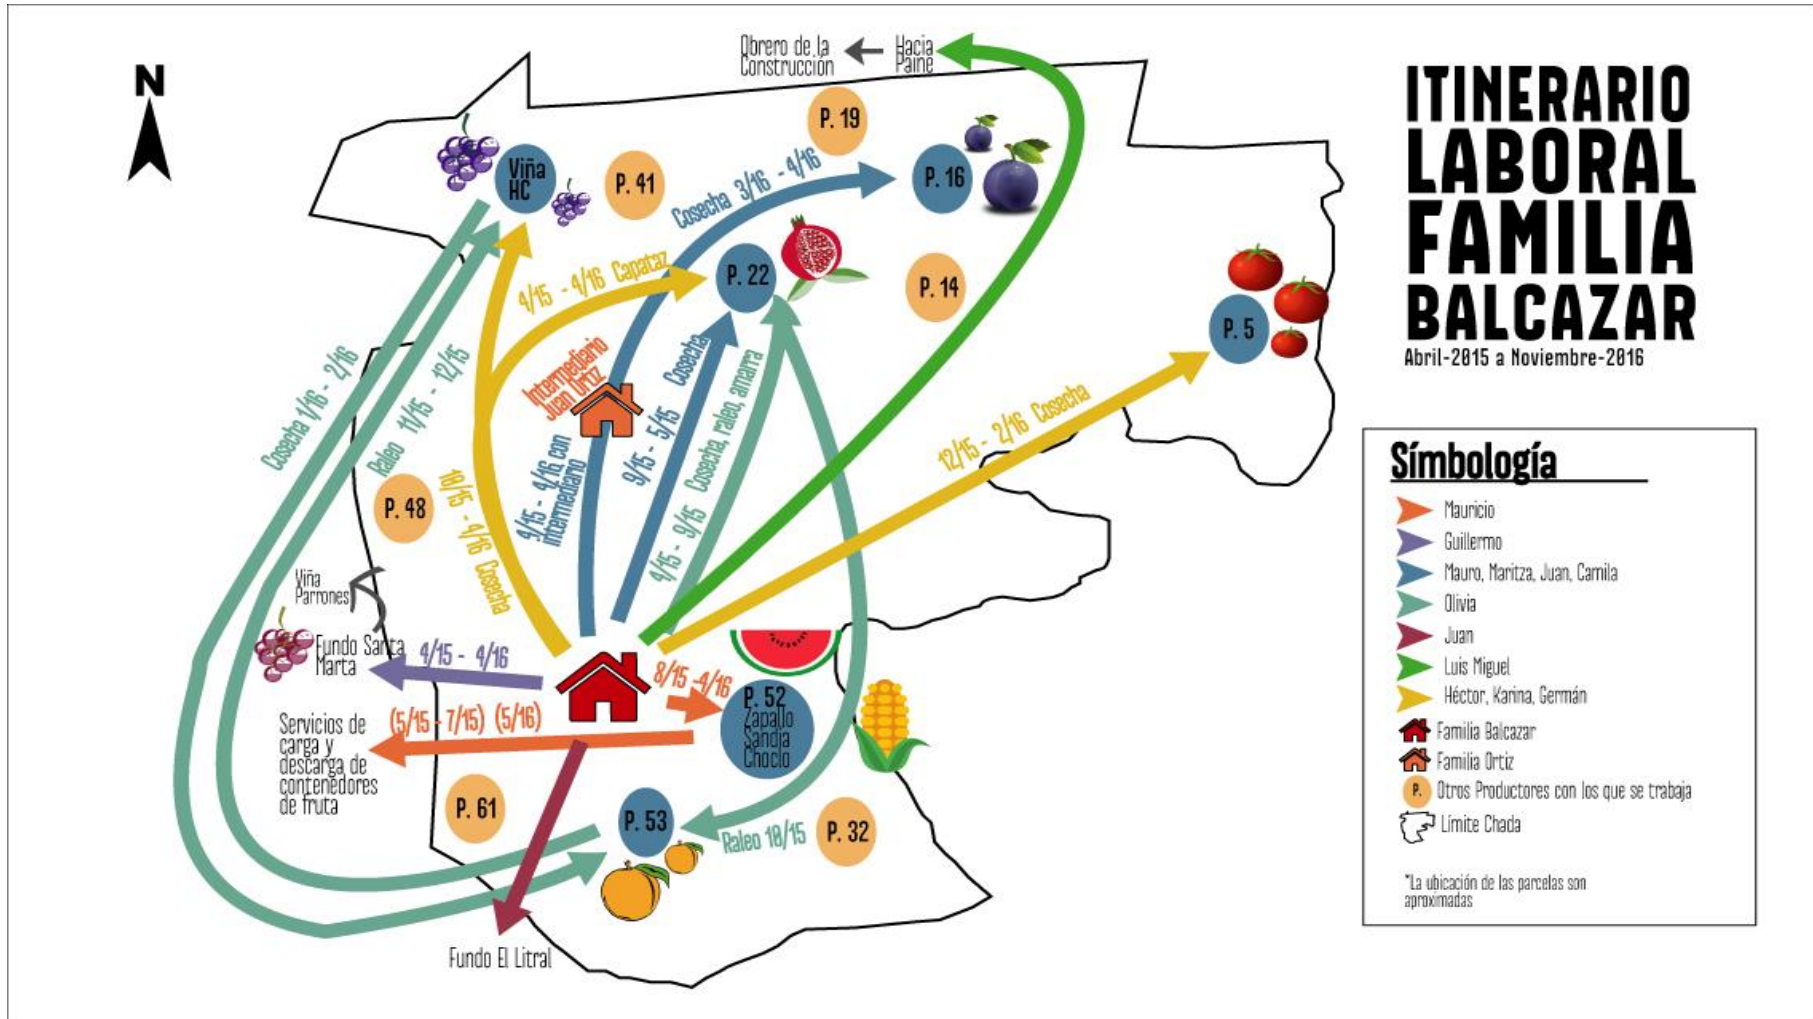 N
Obrero de la
Construcción
Hacia
Paine
ITINERARIO
LABORAL
FAMILIA
BALCAZAR
Abril-2015 a Noviembre-2016
P. 19
Viña
HC
P. 41
Cosecha 3/16 - 4/16
P. 16
4/15 - 4/16 Capataz
P. 22
P. 14
P. 5
Cosecha 1/16 - 2/16
Raleo 11/15 - 12/15
Intermediario
Juan Ortiz
9/15 - 5/15 Cosecha
4/15 - 9/15 Cosecha, raleo, amarra
12/15 - 2/16 Cosecha
P. 48
10/15 - 4/16 Cosecha
4/16 con
intermediario
Viña
Parrones
Fundo Santa
Marta
4/15 - 4/16
8/15 -4/16
P. 52
Zapallo
Sandia
Choclo
(5/15 - 7/15) (5/16)
Servicios de
carga y
descarga de
contenedores
de fruta
P. 61
P. 53
Raleo 10/15
P. 32
Fundo El Litral
Símbología
Mauricio
Guillermo
Mauro, Maritza, Juan, Camila
Olivia
Juan
Luis Miguel
Héctor, Karina, Germán
Familia Balcazar
Familia Ortiz
P. Otros Productores con los que se trabaja
Límite Chada
*La ubicación de las parcelas son
aproximadas